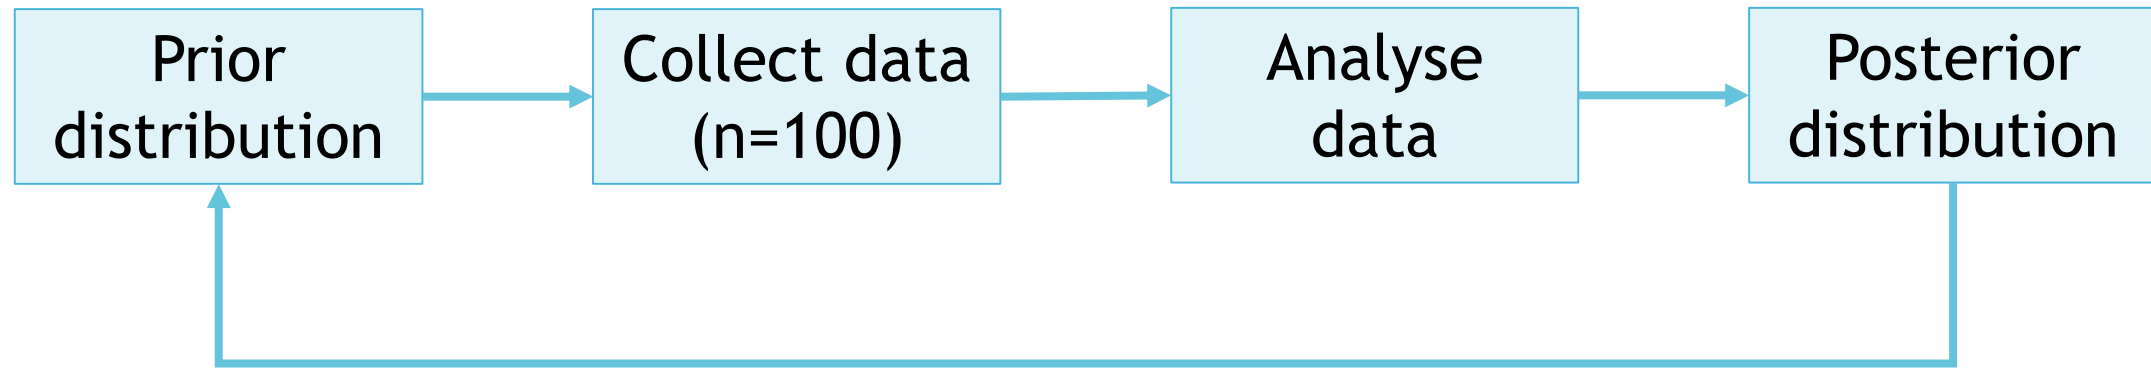 Prior
distribution
Collect data
(n=100)
Analyse
data
Posterior
distribution